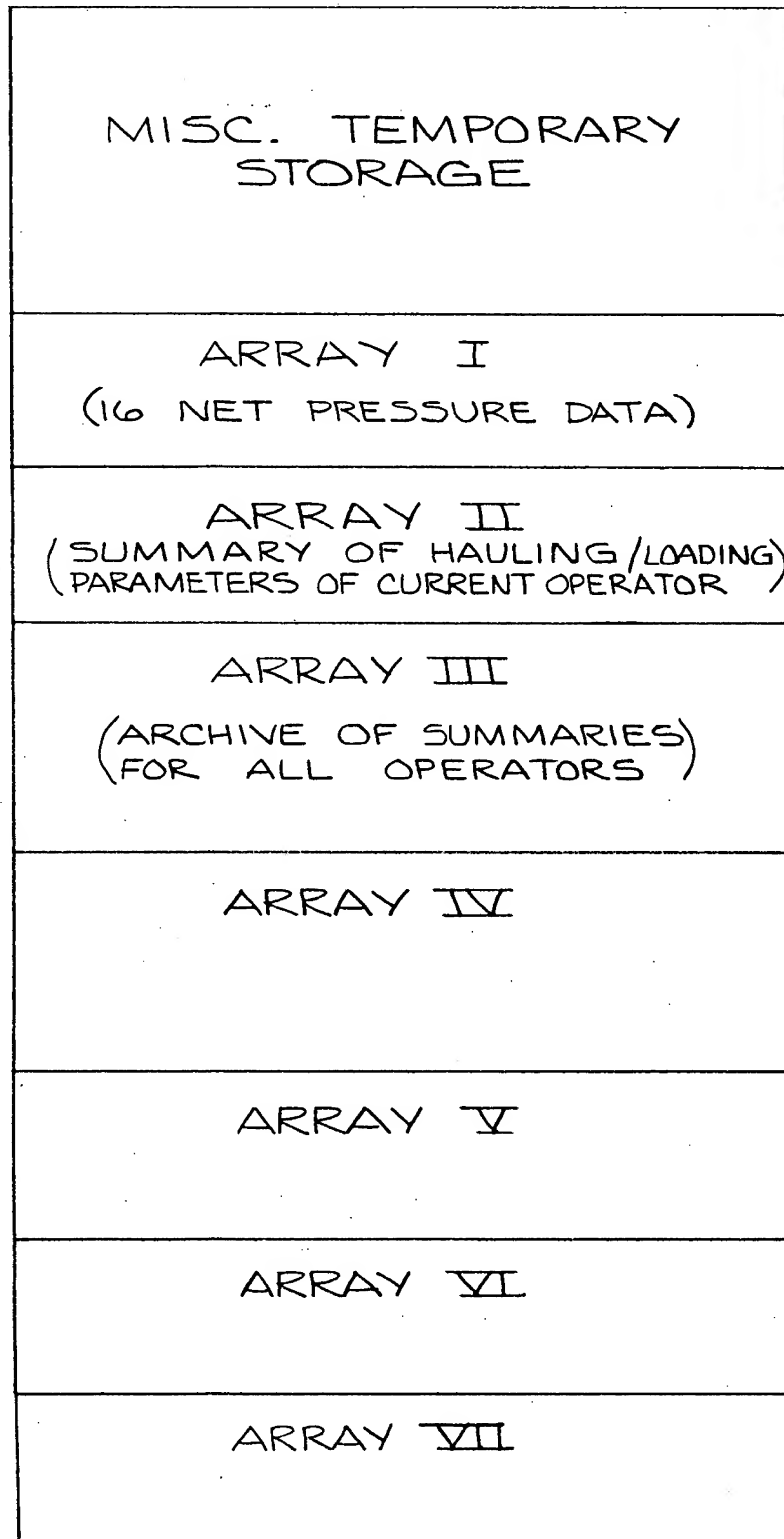 MISC. TEMPORARY
STORAGE
ARRAY I
(16 NET PRESSURE DATA)
ARRAY II
(SUMMARY OF HAULING/LOADING
PARAMETERS OF CURRENT OPERATOR)
ARRAY III
(ARCHIVE OF SUMMARIES
FOR ALL OPERATORS)
ARRAY IV
ARRAY V
ARRAY VI
ARRAY VII